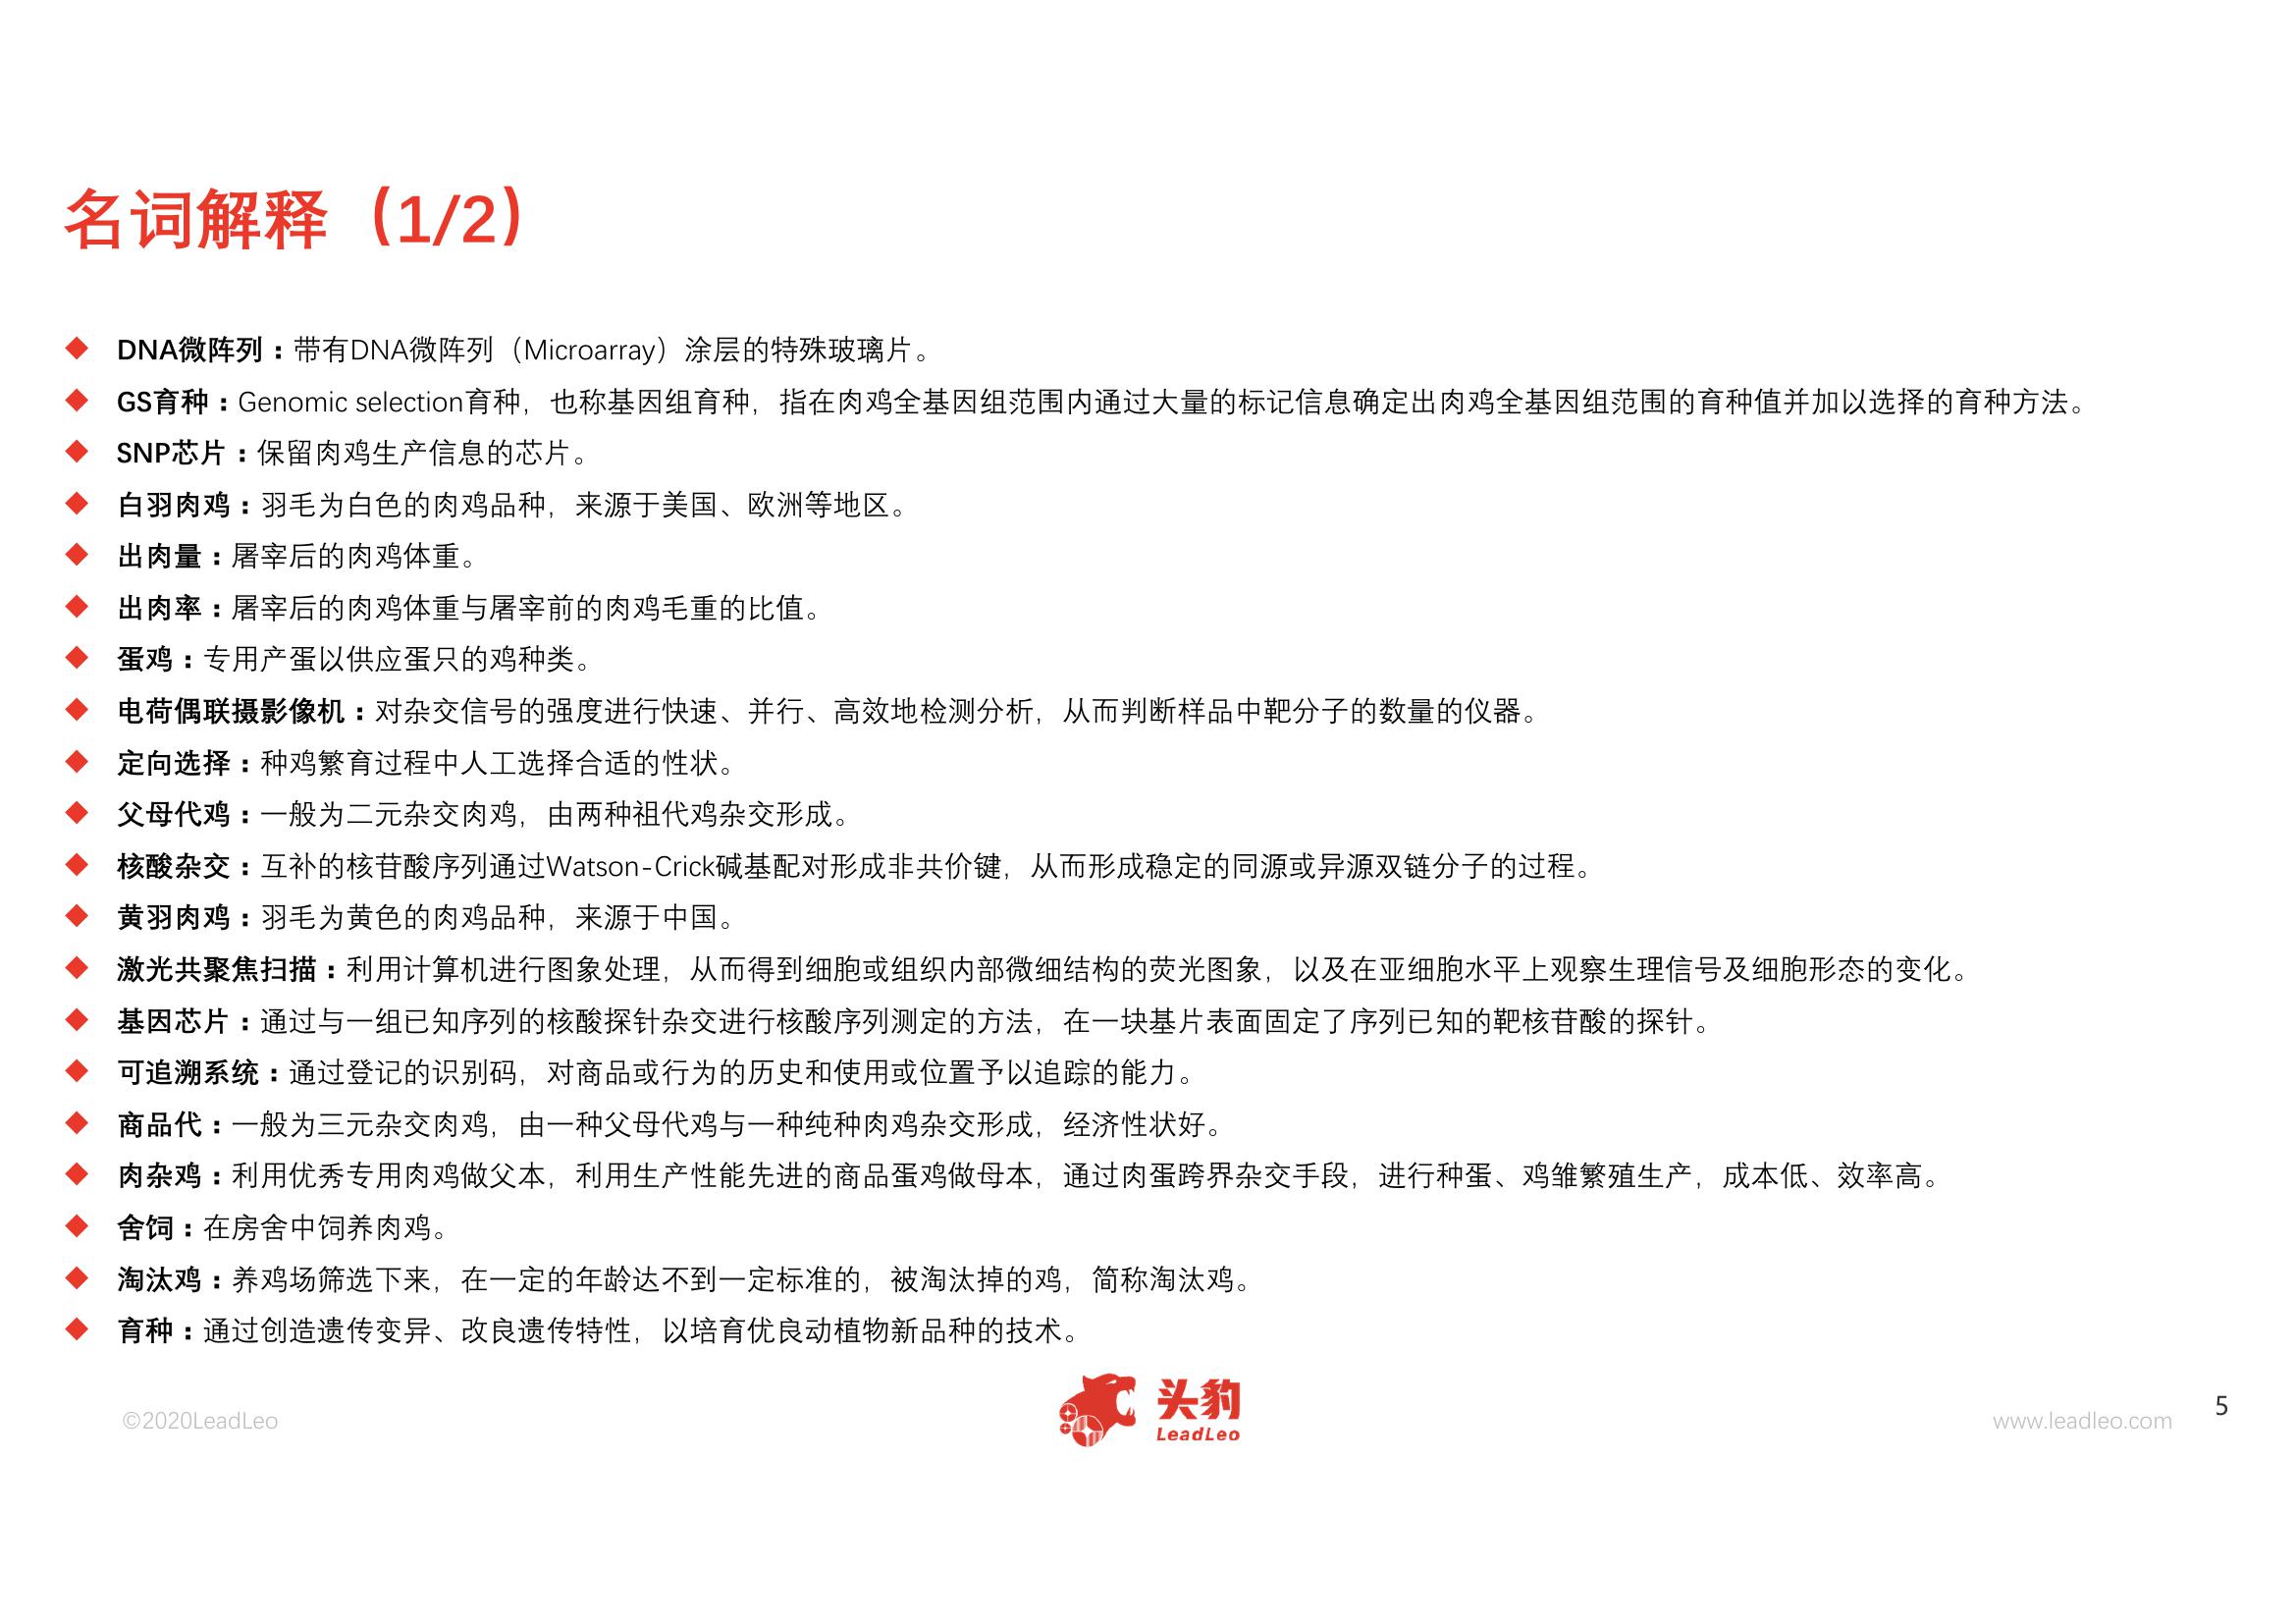 名词解释（1/2）
DNA微阵列：带有DNA微阵列（Microarray）涂层的特殊玻璃片。
GS育种：Genomic selection育种，也称基因组育种，指在肉鸡全基因组范围内通过大量的标记信息确定出肉鸡全基因组范围的育种值并加以选择的育种方法。
SNP芯片：保留肉鸡生产信息的芯片。
白羽肉鸡：羽毛为白色的肉鸡品种，来源于美国、欧洲等地区。
出肉量：屠宰后的肉鸡体重。
出肉率：屠宰后的肉鸡体重与屠宰前的肉鸡毛重的比值。
蛋鸡：专用产蛋以供应蛋只的鸡种类。
电荷偶联摄影像机：对杂交信号的强度进行快速、并行、高效地检测分析，从而判断样品中靶分子的数量的仪器。
定向选择：种鸡繁育过程中人工选择合适的性状。
父母代鸡：一般为二元杂交肉鸡，由两种祖代鸡杂交形成。
核酸杂交：互补的核苷酸序列通过Watson-Crick碱基配对形成非共价键，从而形成稳定的同源或异源双链分子的过程。
黄羽肉鸡：羽毛为黄色的肉鸡品种，来源于中国。
激光共聚焦扫描：利用计算机进行图象处理，从而得到细胞或组织内部微细结构的荧光图象，以及在亚细胞水平上观察生理信号及细胞形态的变化。
基因芯片：通过与一组已知序列的核酸探针杂交进行核酸序列测定的方法，在一块基片表面固定了序列已知的靶核苷酸的探针。
可追溯系统：通过登记的识别码，对商品或行为的历史和使用或位置予以追踪的能力。
商品代：一般为三元杂交肉鸡，由一种父母代鸡与一种纯种肉鸡杂交形成，经济性状好。
肉杂鸡：利用优秀专用肉鸡做父本，利用生产性能先进的商品蛋鸡做母本，通过肉蛋跨界杂交手段，进行种蛋、鸡雏繁殖生产，成本低、效率高。
舍饲：在房舍中饲养肉鸡。
淘汰鸡：养鸡场筛选下来，在一定的年龄达不到一定标准的，被淘汰掉的鸡，简称淘汰鸡。
育种：通过创造遗传变异、改良遗传特性，以培育优良动植物新品种的技术。
©2020LeadLeo
头豹
LeadLeo
www.leadleo.com
5